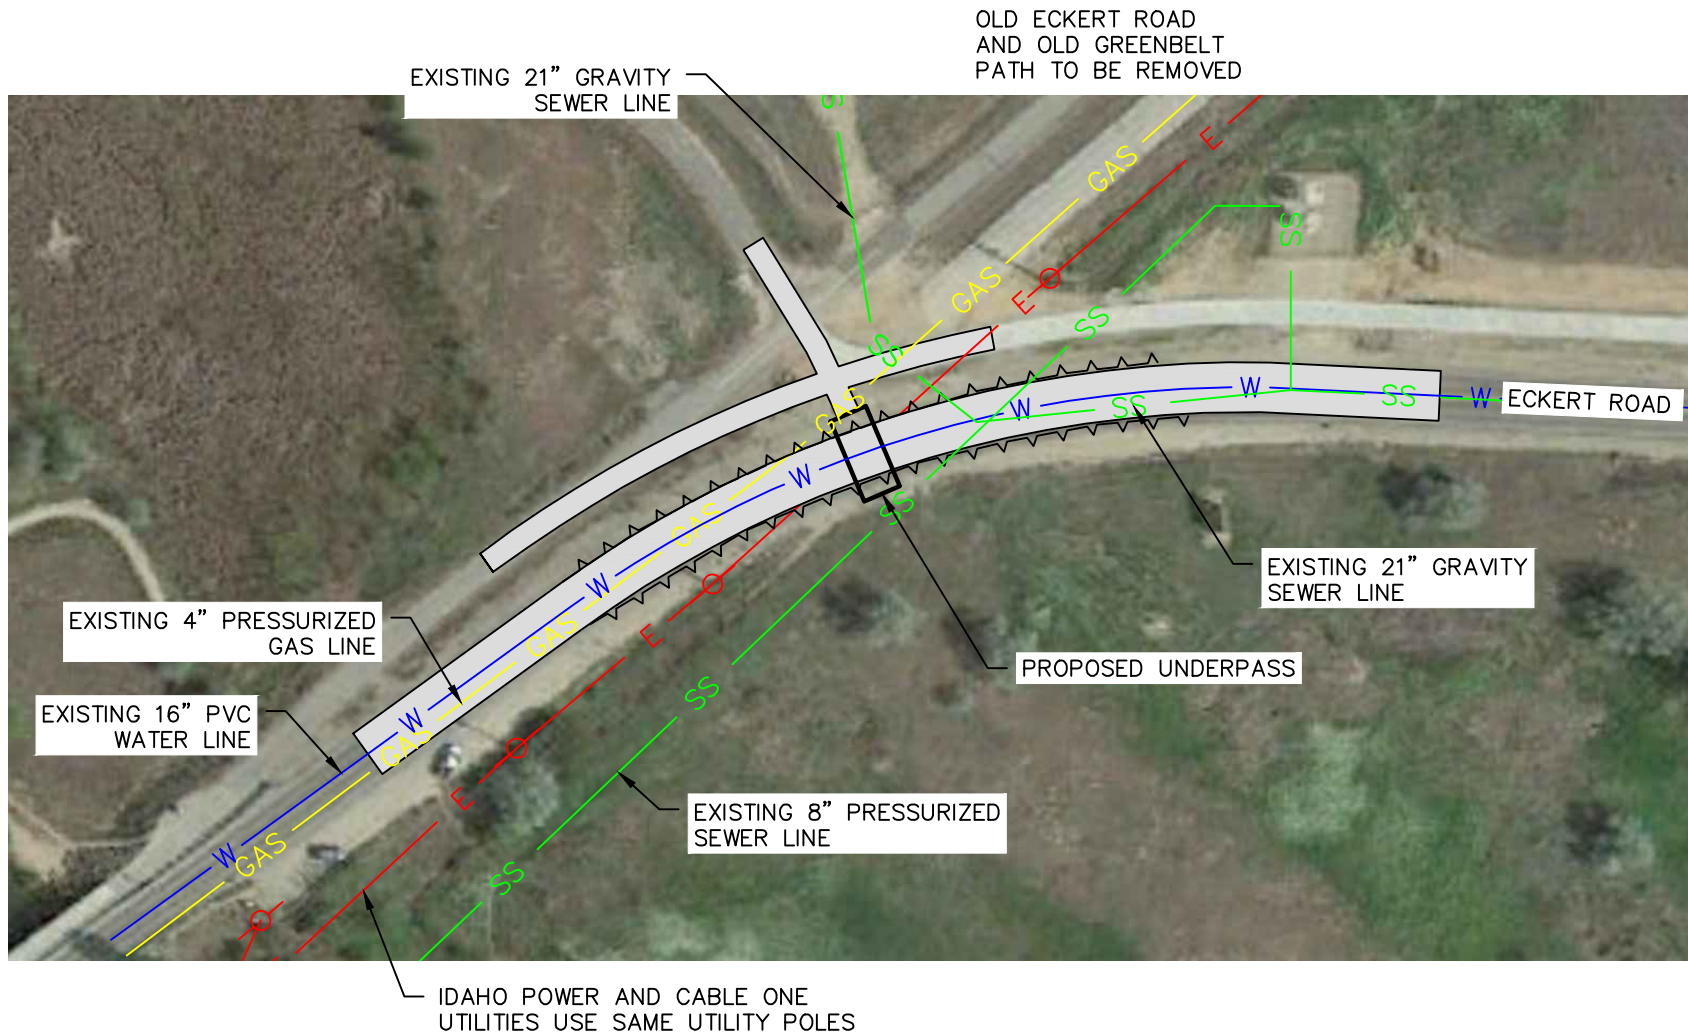 OLD ECKERT ROAD
AND OLD GREENBELT
PATH TO BE REMOVED
EXISTING 21” GRAVITY
SEWER LINE
S
E
GAS
SS
GAS
E
SS
SS
GAS
W
W
SS
SS
W
ECKERT ROAD
W
SS
GAS
EXISTING 21” GRAVITY
SEWER LINE
W
EXISTING 4” PRESSURIZED
GAS LINE
GAS
E
PROPOSED UNDERPASS
SS
EXISTING 16” PVC
WATER LINE
W
GAS
E
EXISTING 8” PRESSURIZED
SEWER LINE
W
GAS
SS
IDAHO POWER AND CABLE ONE
UTILITIES USE SAME UTILITY POLES